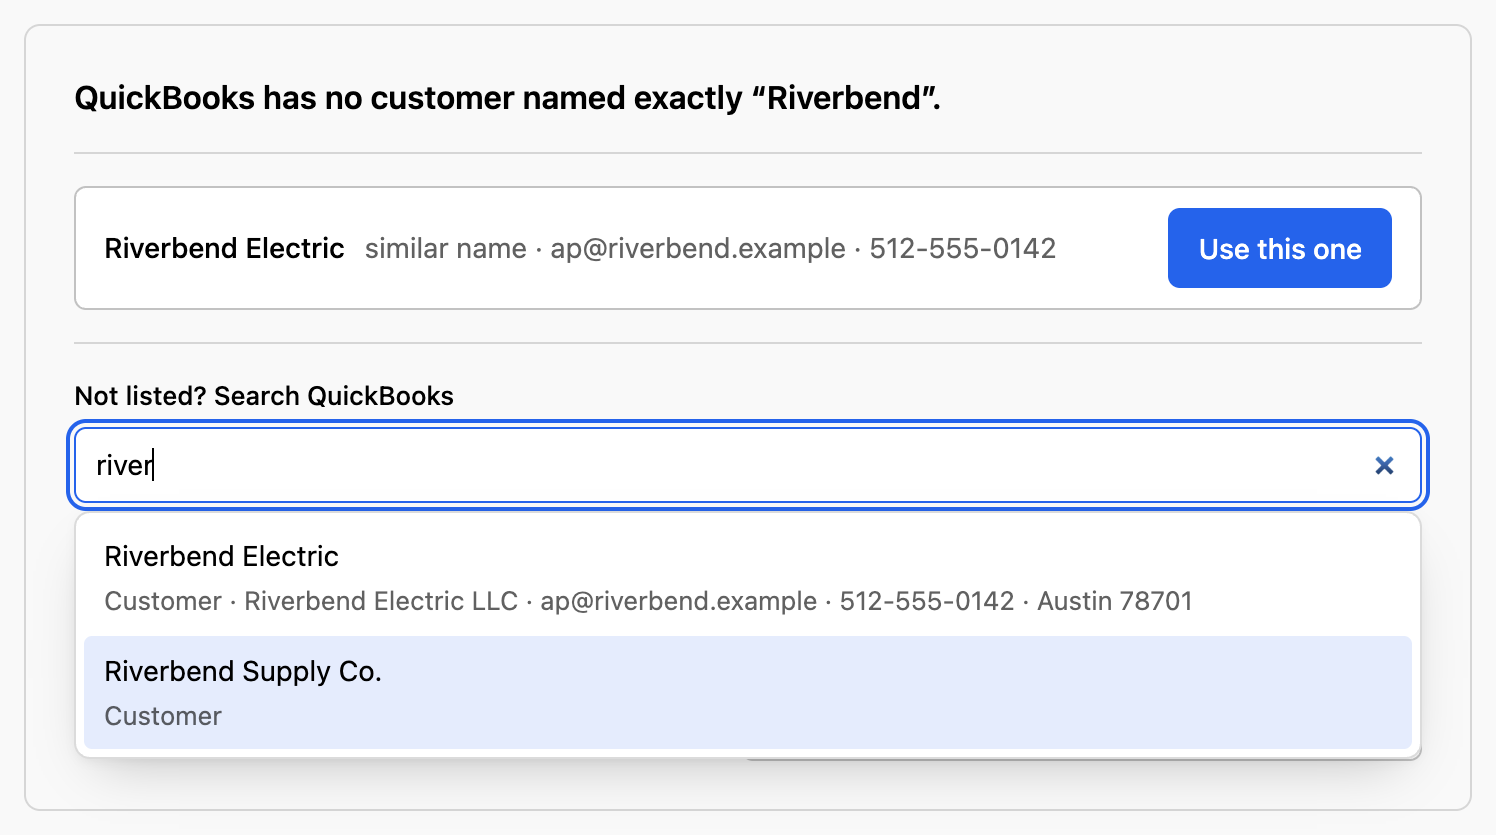 QuickBooks has no customer named exactly “Riverbend”.
Riverbend Electric similar name · ap@riverbend.example · 512-555-0142
Use this one
Not listed? Search QuickBooks
river
Riverbend Electric
Customer · Riverbend Electric LLC · ap@riverbend.example · 512-555-0142 · Austin 78701
Riverbend Supply Co.
Customer